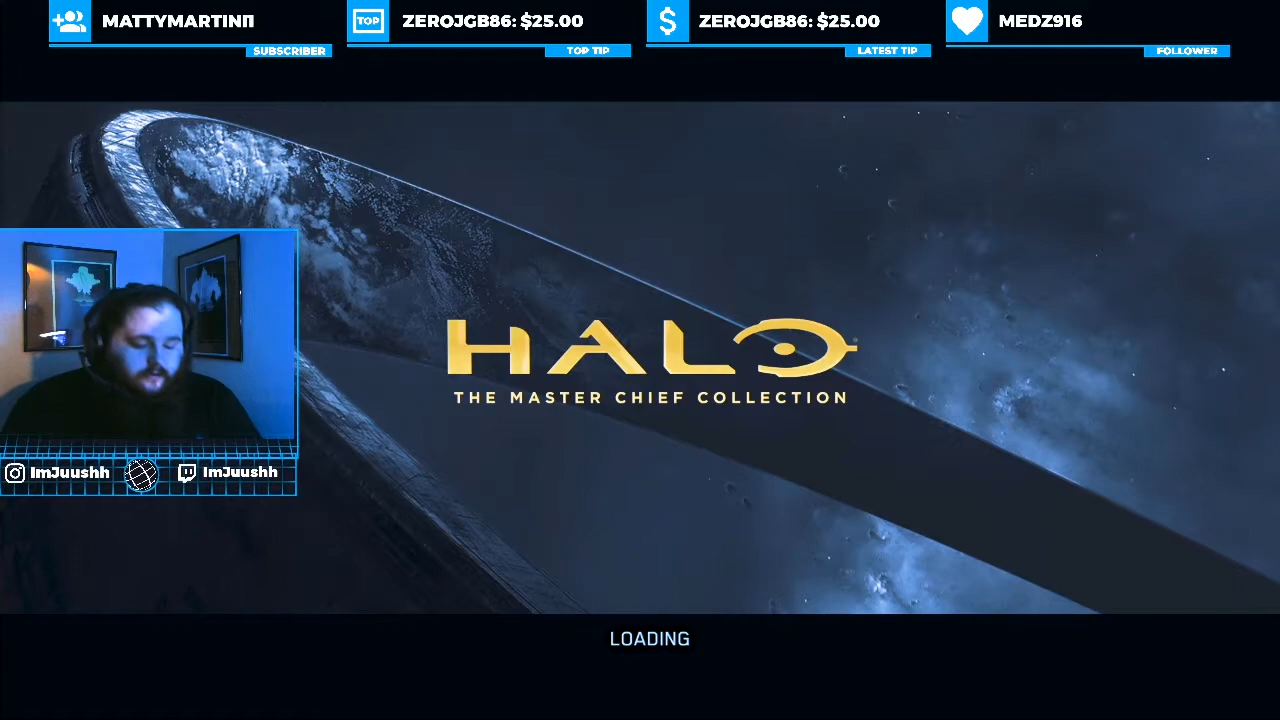 MATTYMARTIN11
SUBSCRIBER
TOP
ZEROJGB86: $25.00
TOP TIP
$
ZEROJGB86: $25.00
LATEST TIP
MEDZ916
FOLLOWER
HALO
THE MASTER CHIEF COLLECTION
ImJuushh
ImJuushh
LOADING